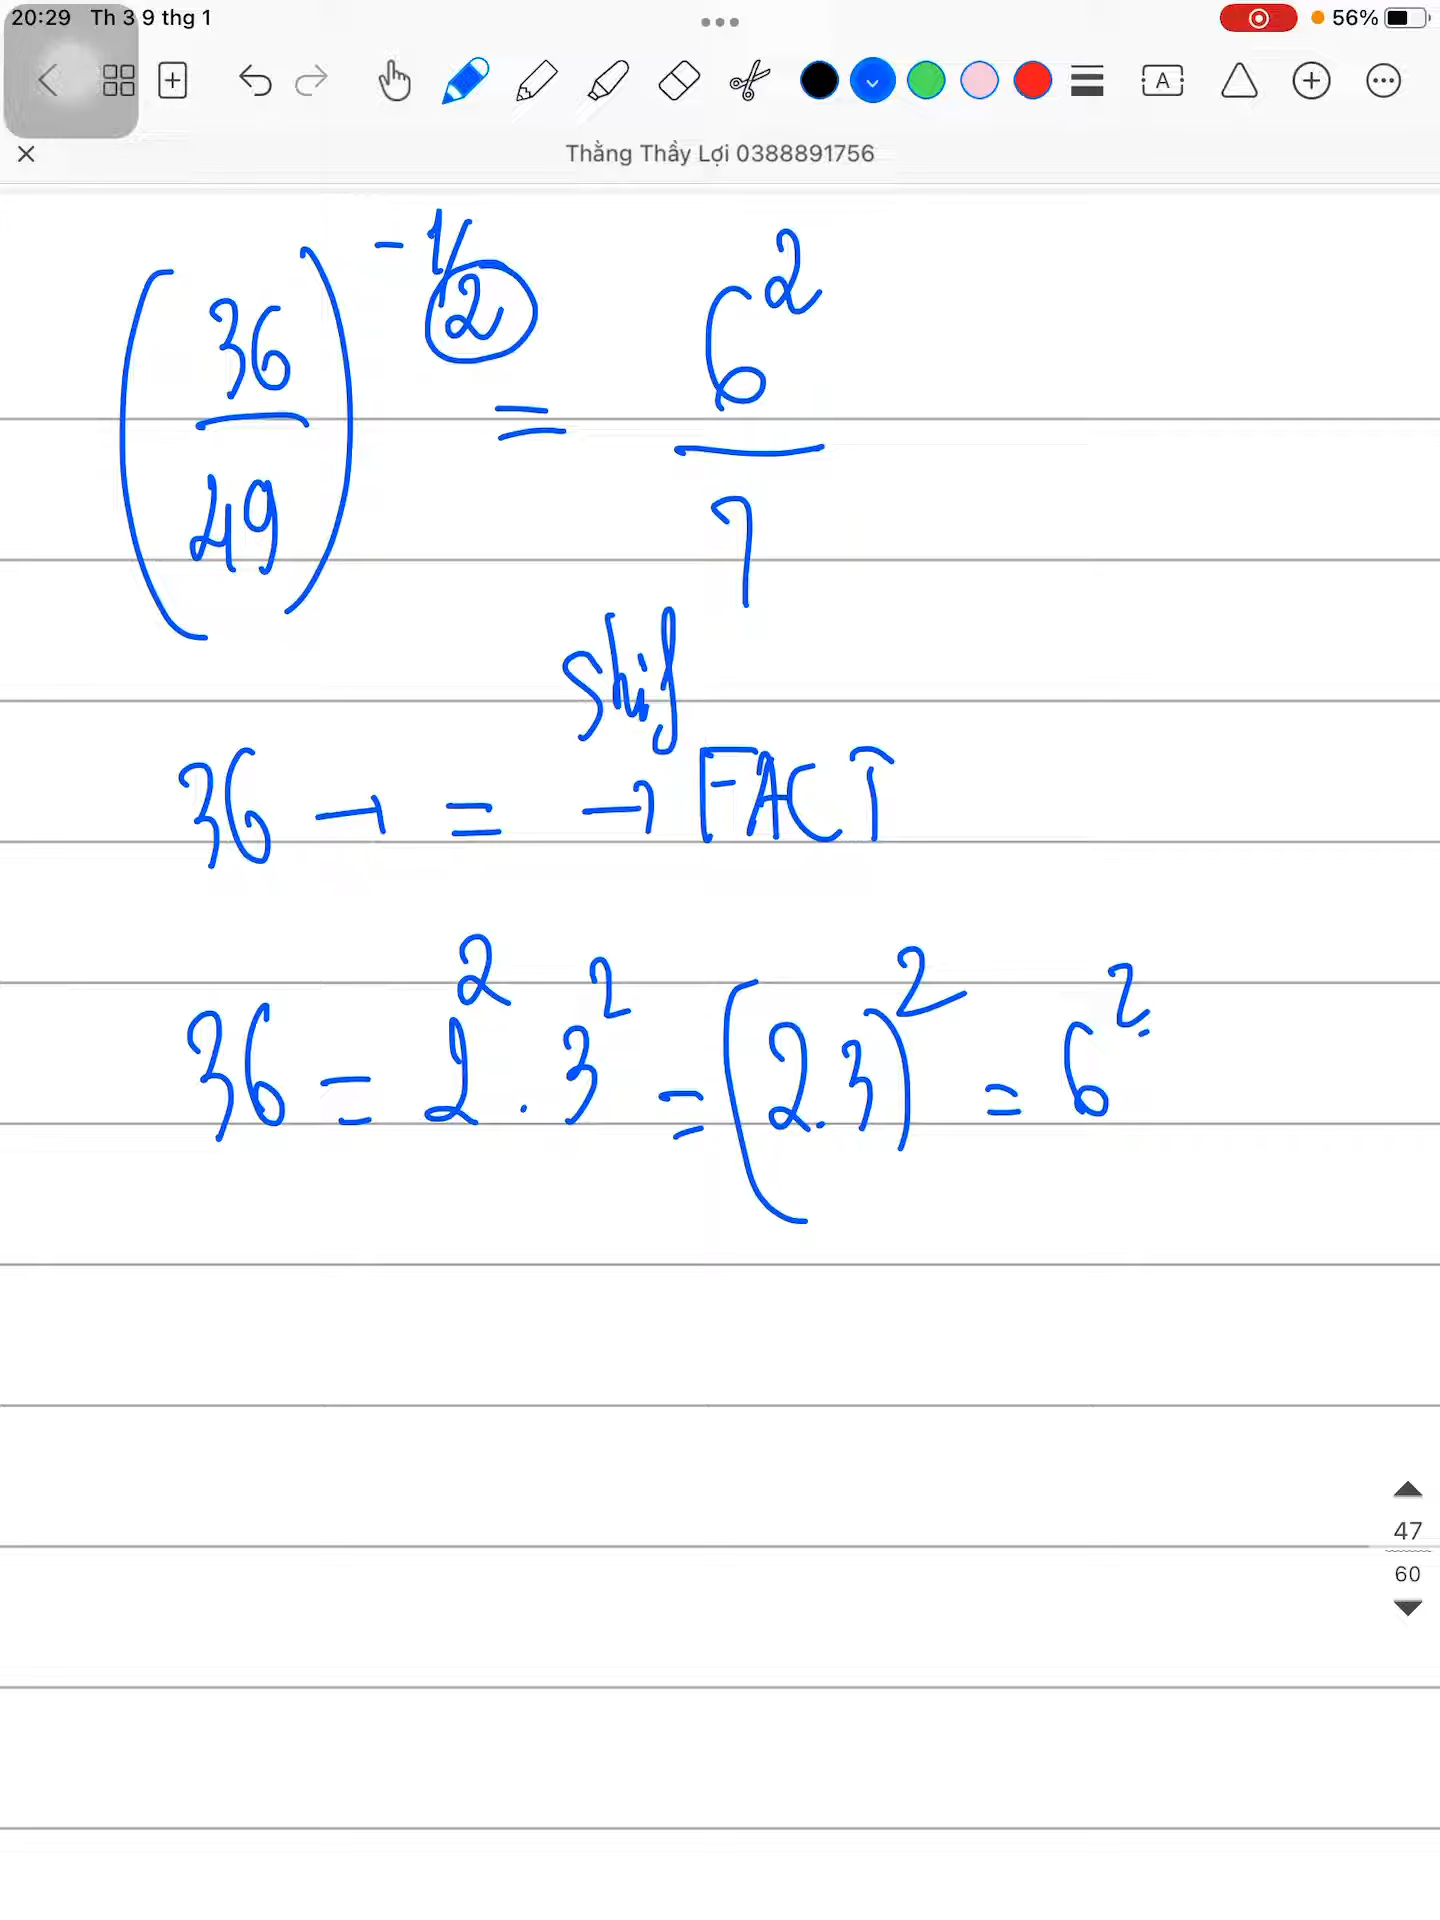 20:29 Th 3 9 thg 1
56%
A
Thằng Thầy Lợi 0388891756
(36/49)^(-1/2) = 6^2/7
Shif
36 → = → FACT
36 = 2^2 . 3^2 = (2.3)^2 = 6^2
47
60